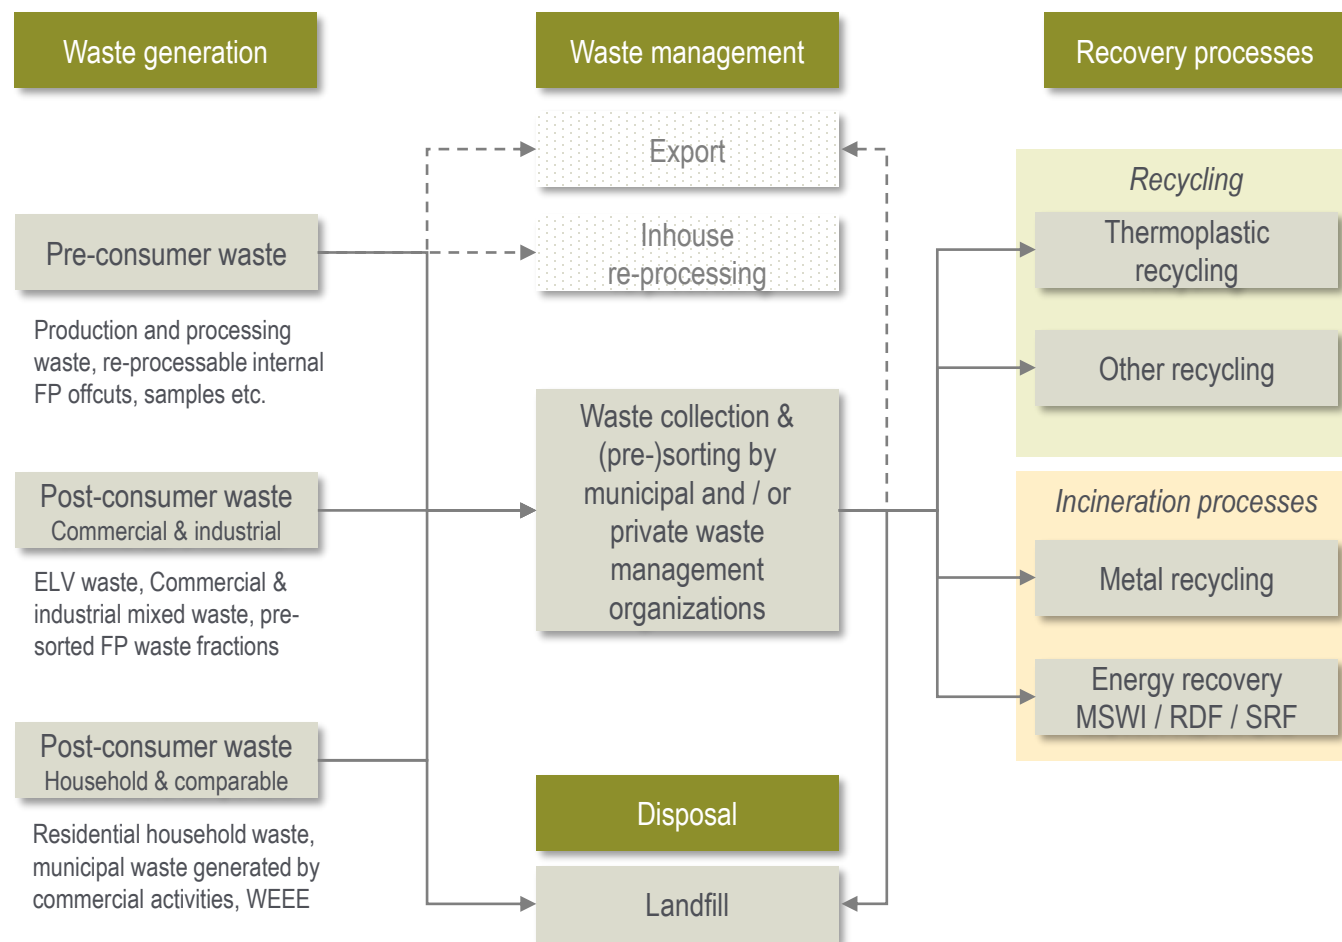 Waste generation
Waste management
Recovery processes
Export
Recycling
Pre-consumer waste
Inhouse
re-processing
Thermoplastic
recycling
Production and processing
waste, re-processable internal
FP offcuts, samples etc.
Other recycling
Waste collection &
(pre-)sorting by
municipal and / or
private waste
management
organizations
Post-consumer waste
Commercial & industrial
Incineration processes
ELV waste, Commercial &
industrial mixed waste, pre-
sorted FP waste fractions
Metal recycling
Energy recovery
MSWI / RDF / SRF
Post-consumer waste
Household & comparable
Disposal
Residential household waste,
municipal waste generated by
commercial activities, WEEE
Landfill